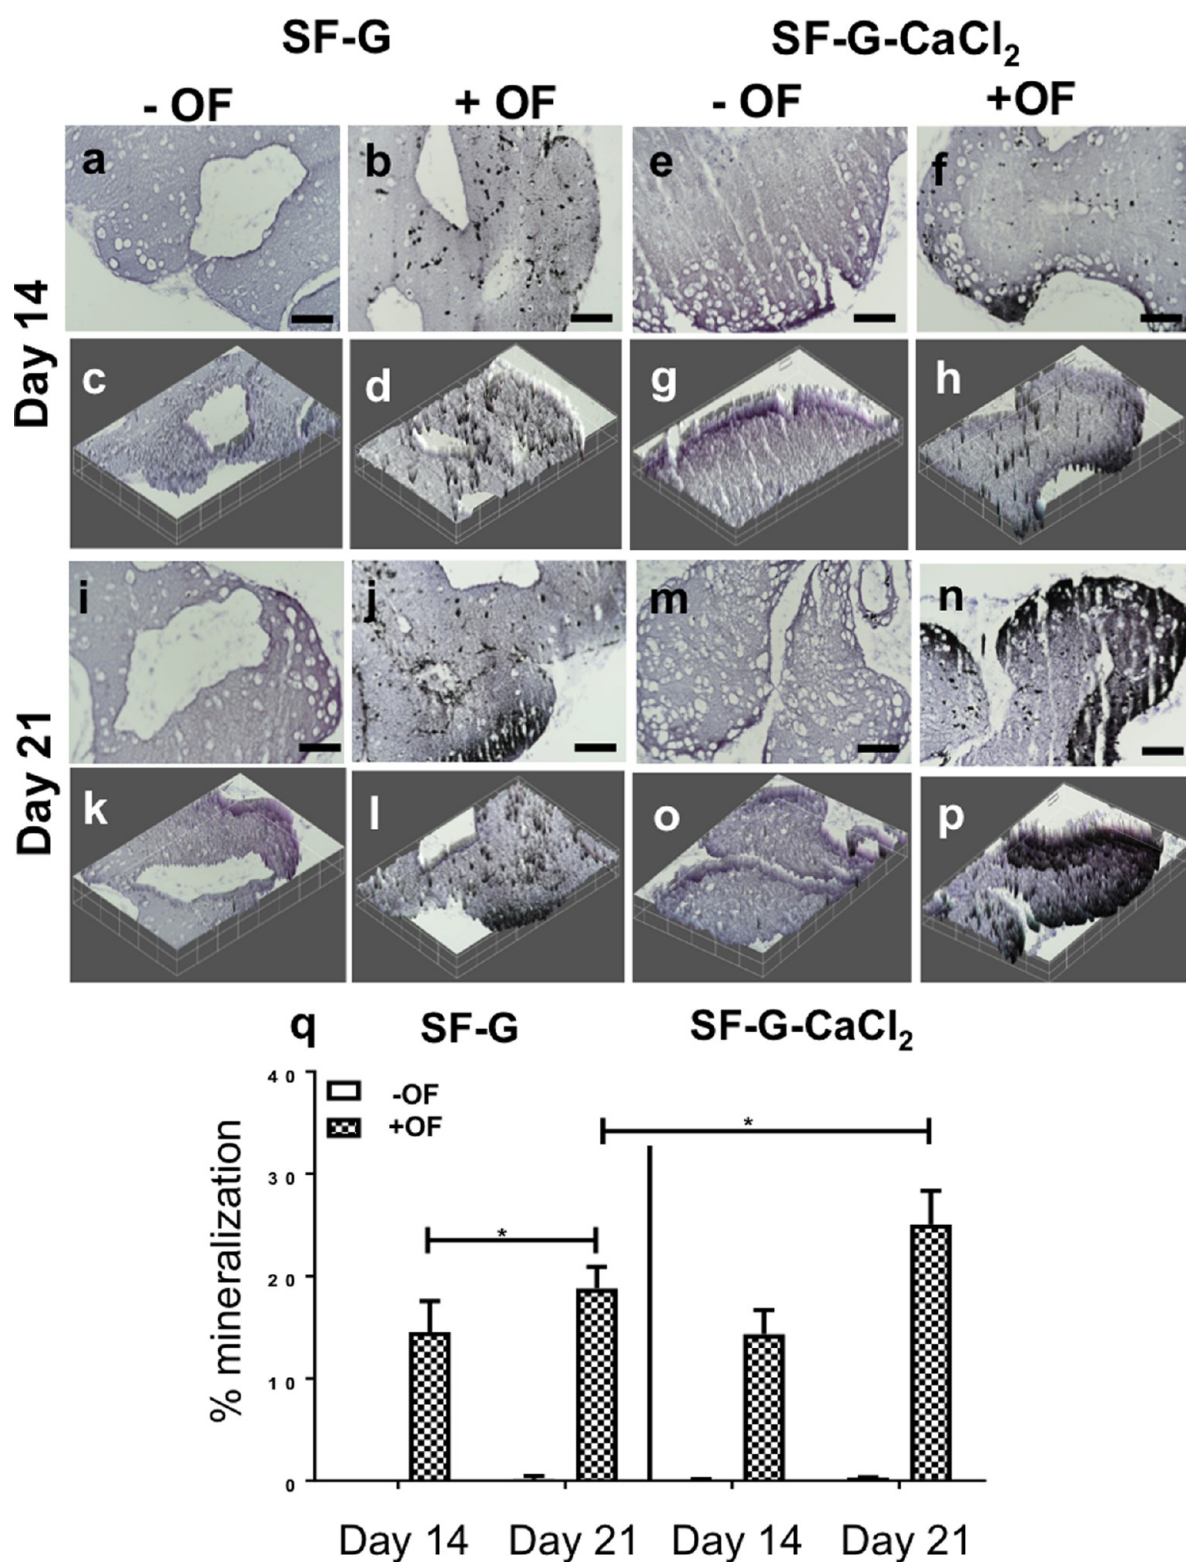 SF-G SF-G-CaCl₂
- OF + OF - OF +OF
Day 14
a b e f
c d g h
Day 21
i j m n
k l o p
q SF-G SF-G-CaCl₂
-OF
+OF
% mineralization
40
30
20
10
0
* 
*
Day 14 Day 21 Day 14 Day 21